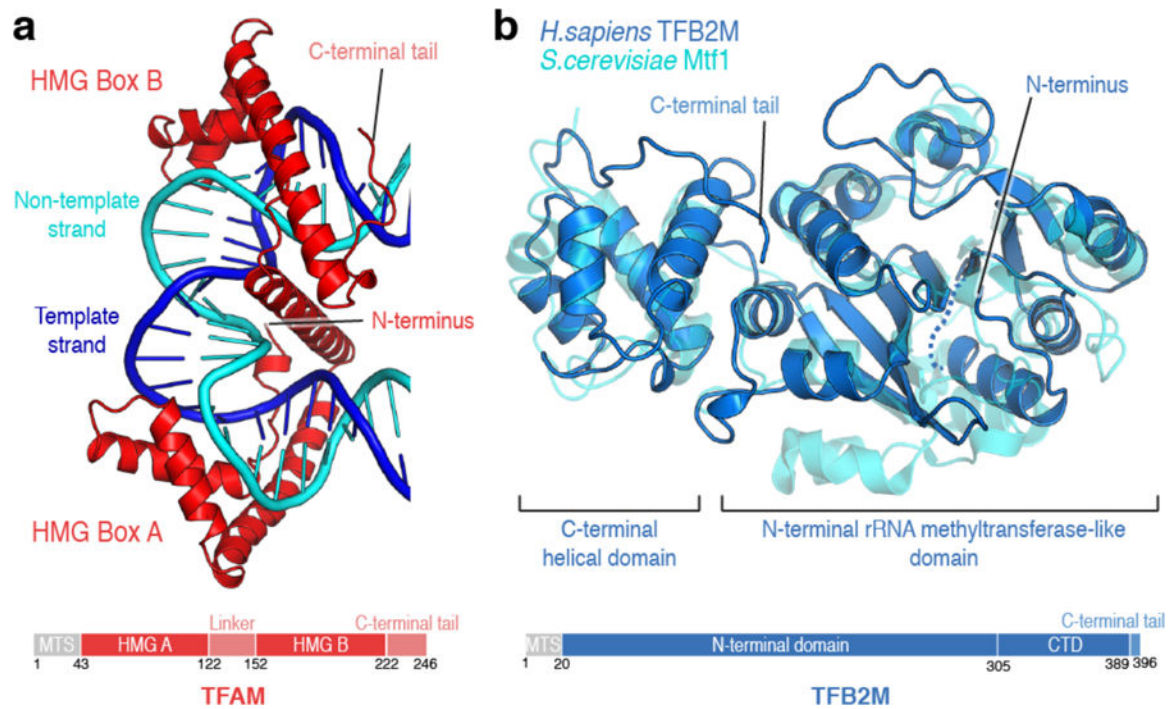 a
HMG Box B
C-terminal tail
Non-template
strand
Template
strand
N-terminus
HMG Box A
Linker
C-terminal tail
MTS HMG A HMG B
1 43 122 152 222 246
TFAM
b
H.sapiens TFB2M
S.cerevisiae Mtf1
C-terminal tail
N-terminus
C-terminal
helical domain
N-terminal rRNA methyltransferase-like
domain
C-terminal tail
MTS N-terminal domain CTD
1 20 305 389 396
TFB2M